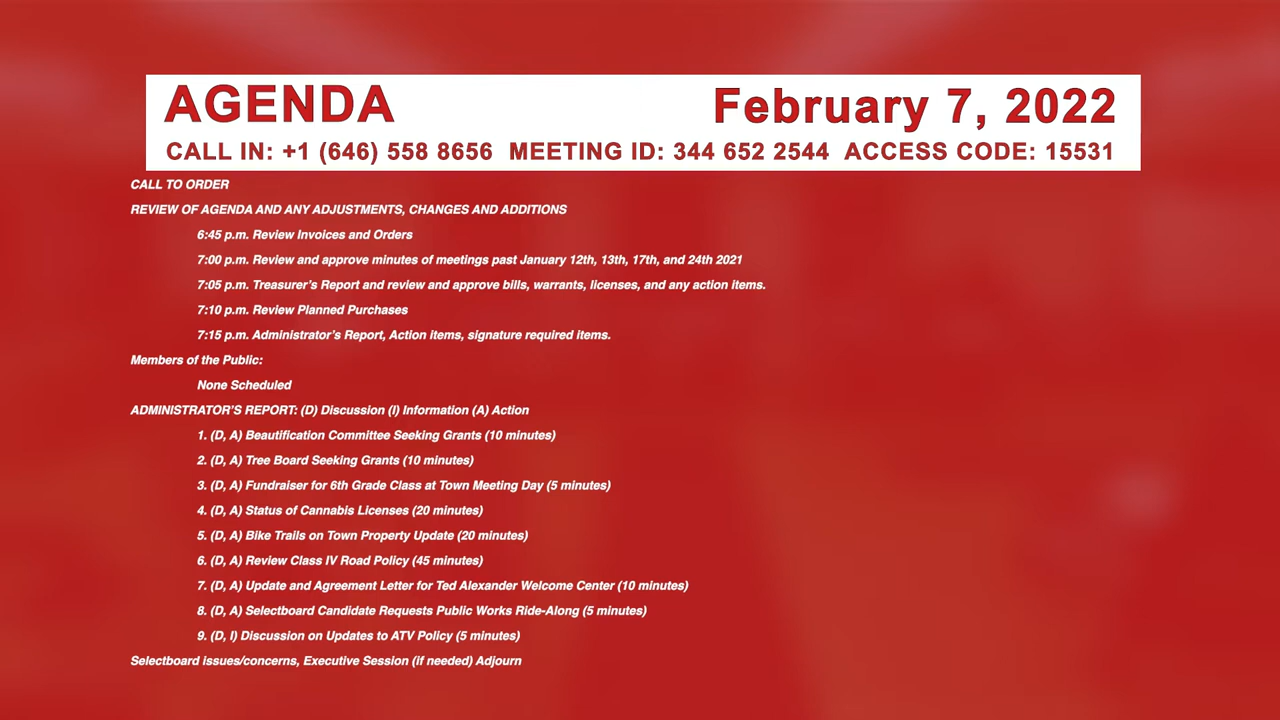 AGENDA February 7, 2022
CALL IN: +1 (646) 558 8656 MEETING ID: 344 652 2544 ACCESS CODE: 15531
CALL TO ORDER
REVIEW OF AGENDA AND ANY ADJUSTMENTS, CHANGES AND ADDITIONS
6:45 p.m. Review Invoices and Orders
7:00 p.m. Review and approve minutes of meetings past January 12th, 13th, 17th, and 24th 2021
7:05 p.m. Treasurer's Report and review and approve bills, warrants, licenses, and any action items.
7:10 p.m. Review Planned Purchases
7:15 p.m. Administrator's Report, Action items, signature required items.
Members of the Public:
None Scheduled
ADMINISTRATOR'S REPORT: (D) Discussion (I) Information (A) Action
1. (D, A) Beautification Committee Seeking Grants (10 minutes)
2. (D, A) Tree Board Seeking Grants (10 minutes)
3. (D, A) Fundraiser for 6th Grade Class at Town Meeting Day (5 minutes)
4. (D, A) Status of Cannabis Licenses (20 minutes)
5. (D, A) Bike Trails on Town Property Update (20 minutes)
6. (D, A) Review Class IV Road Policy (45 minutes)
7. (D, A) Update and Agreement Letter for Ted Alexander Welcome Center (10 minutes)
8. (D, A) Selectboard Candidate Requests Public Works Ride-Along (5 minutes)
9. (D, I) Discussion on Updates to ATV Policy (5 minutes)
Selectboard issues/concerns, Executive Session (if needed) Adjourn